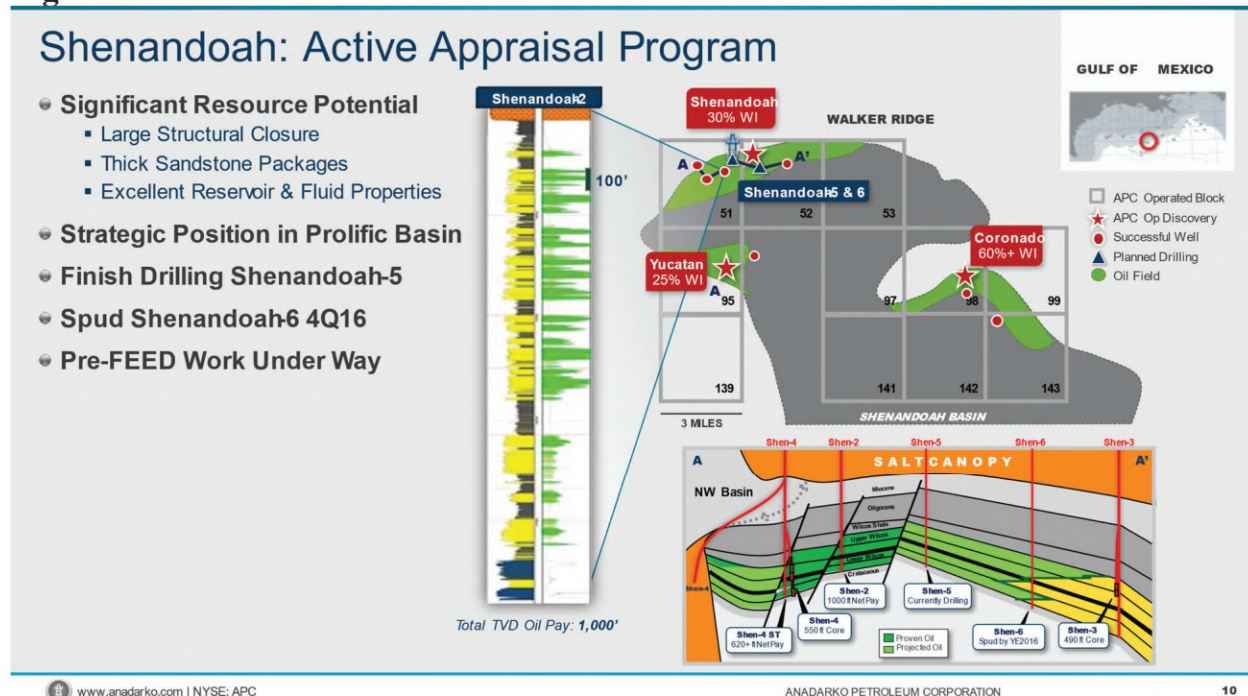 Shenandoah: Active Appraisal Program
Significant Resource Potential
Large Structural Closure
Thick Sandstone Packages
Excellent Reservoir & Fluid Properties
Strategic Position in Prolific Basin
Finish Drilling Shenandoah-5
Spud Shenandoah-6 4Q16
Pre-FEED Work Under Way
Shenandoah-2
100’
Total TVD Oil Pay: 1,000’
Shenandoah
30% WI
WALKER RIDGE
A
A’
Shenandoah-5 & 6
51
52
53
Yucatan
25% WI
A
95
Coronado
60%+ WI
97
98
99
139
141
142
143
3 MILES
SHENANDOAH BASIN
GULF OF MEXICO
APC Operated Block
APC Op Discovery
Successful Well
Planned Drilling
Oil Field
Shen-4
Shen-2
Shen-5
Shen-6
Shen-3
A
SALT CANOPY
A’
NW Basin
Miocene
Oligocene
Wilcox Shale
Upper Wilcox
Lower Wilcox
Cretaceous
Shen-4
Shen-2
1000 ft Net Pay
Shen-5
Currently Drilling
Shen-4
550 ft Core
Shen-4 ST
620+ ft Net Pay
Proven Oil
Projected Oil
Shen-6
Spud by YE2016
Shen-3
490 ft Core
www.anadarko.com | NYSE: APC
ANADARKO PETROLEUM CORPORATION
10